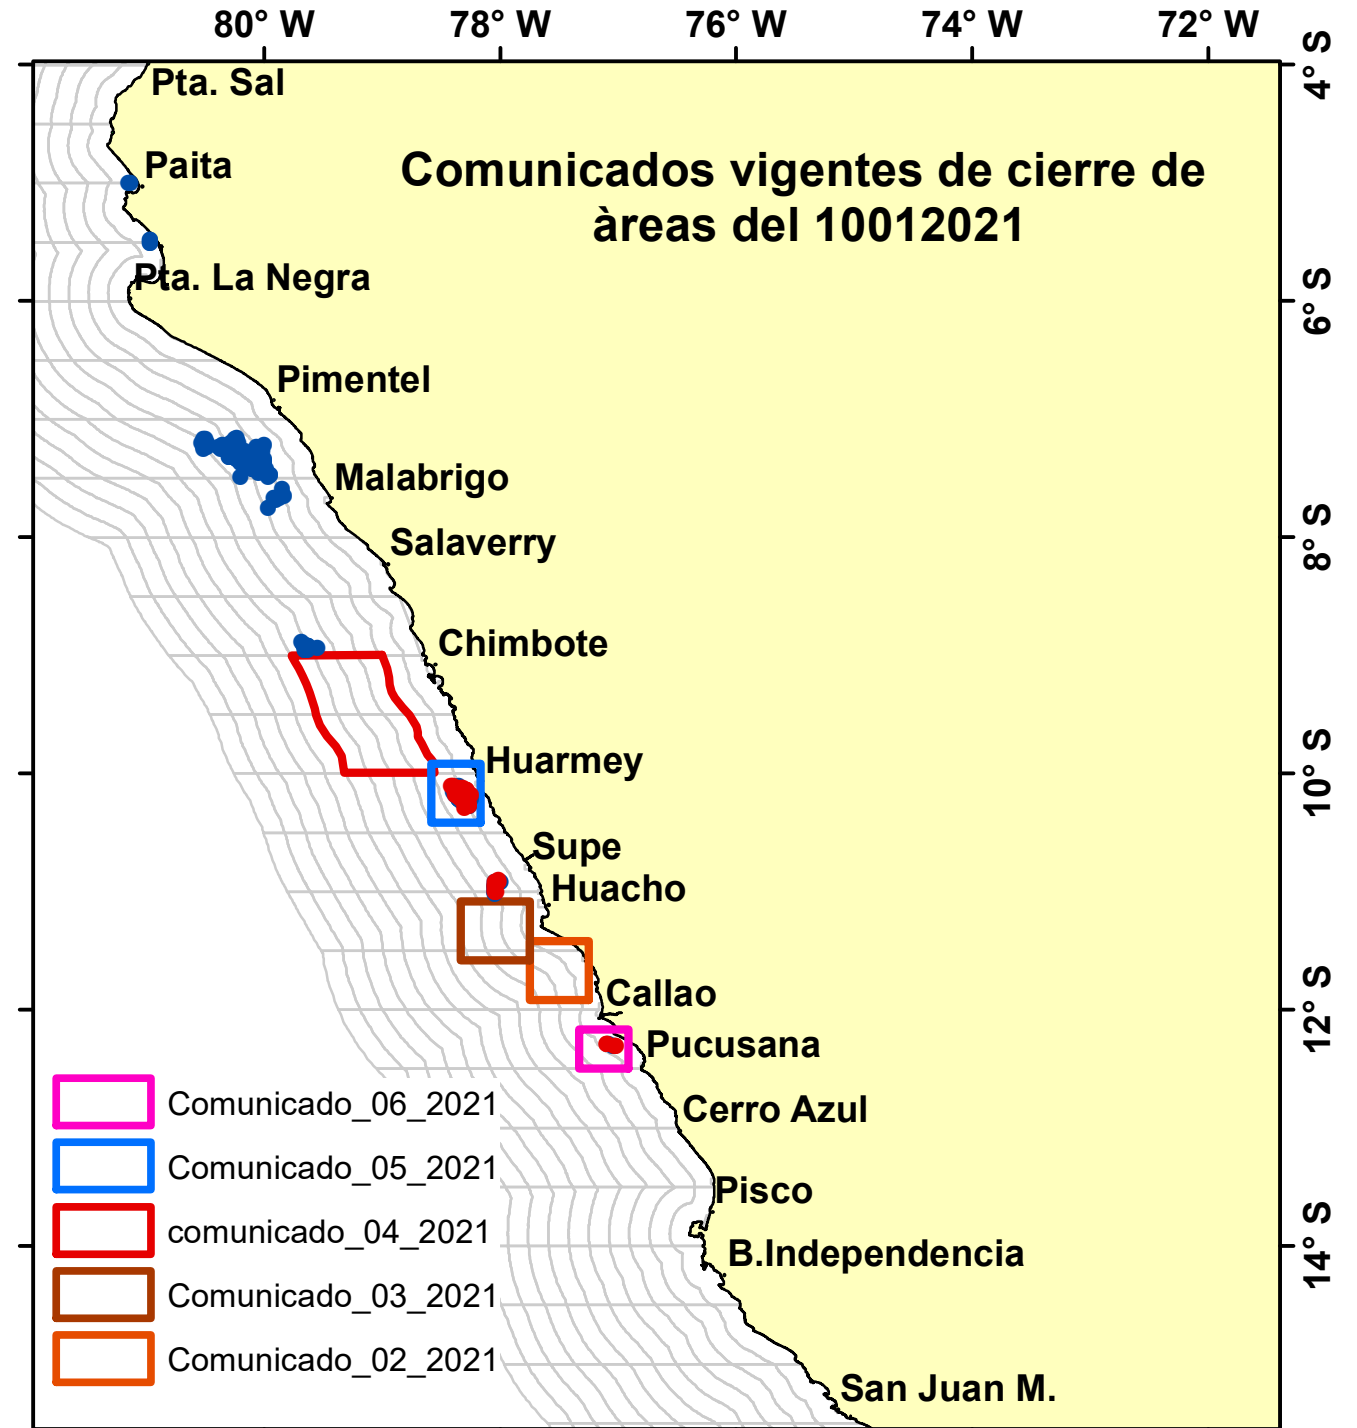 80° W 78° W 76° W 74° W 72° W
4° S
Pta. Sal
Paita
Comunicados vigentes de cierre de
àreas del 10012021
Pta. La Negra
6° S
Pimentel
Malabrigo
Salaverry
8° S
Chimbote
Huarmey
10° S
Supe
Huacho
Callao
12° S
Pucusana
Cerro Azul
Pisco
B.Independencia
14° S
San Juan M.
Comunicado_06_2021
Comunicado_05_2021
comunicado_04_2021
Comunicado_03_2021
Comunicado_02_2021